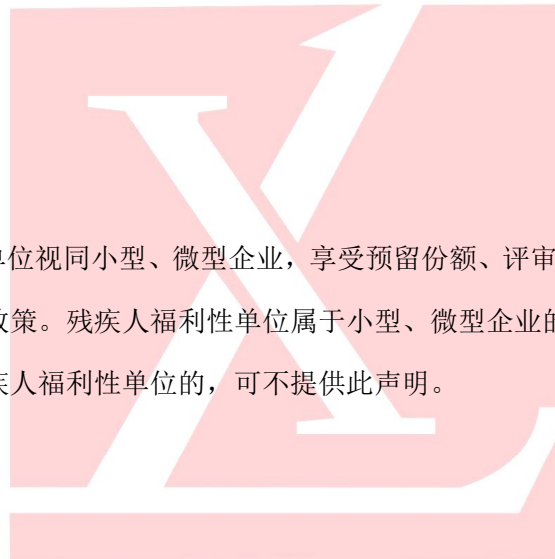 单位视同小型、微型企业，享受预留份额、评审
政策。残疾人福利性单位属于小型、微型企业的
疾人福利性单位的，可不提供此声明。